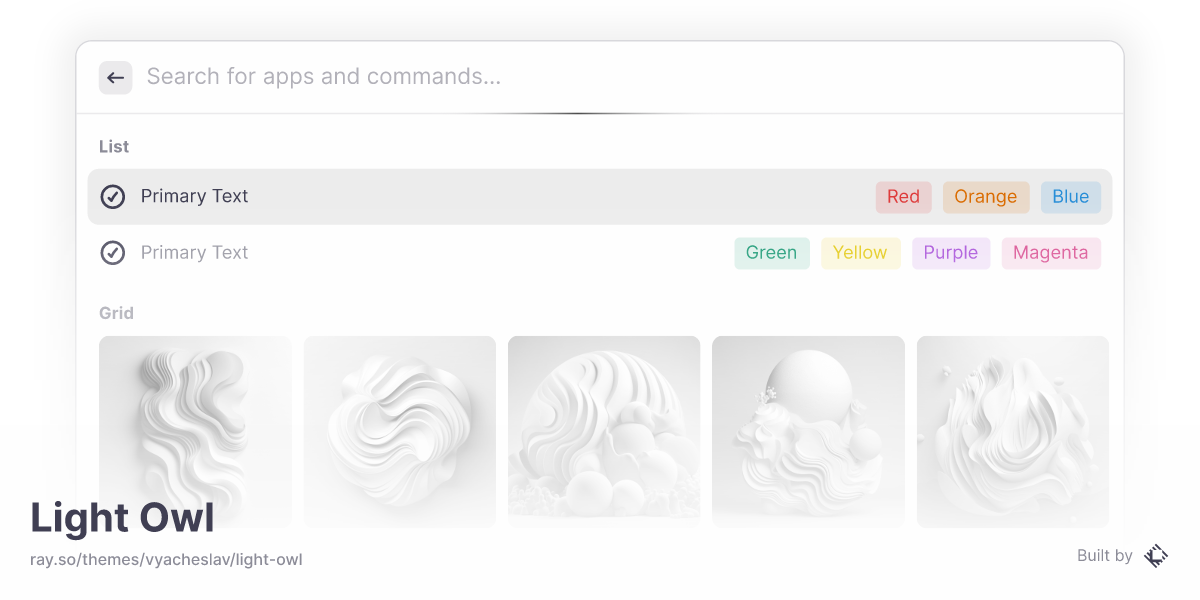 Search for apps and commands...
List
Primary Text Red Orange Blue
Primary Text Green Yellow Purple Magenta
Grid
Light Owl
ray.so/themes/vyacheslav/light-owl
Built by